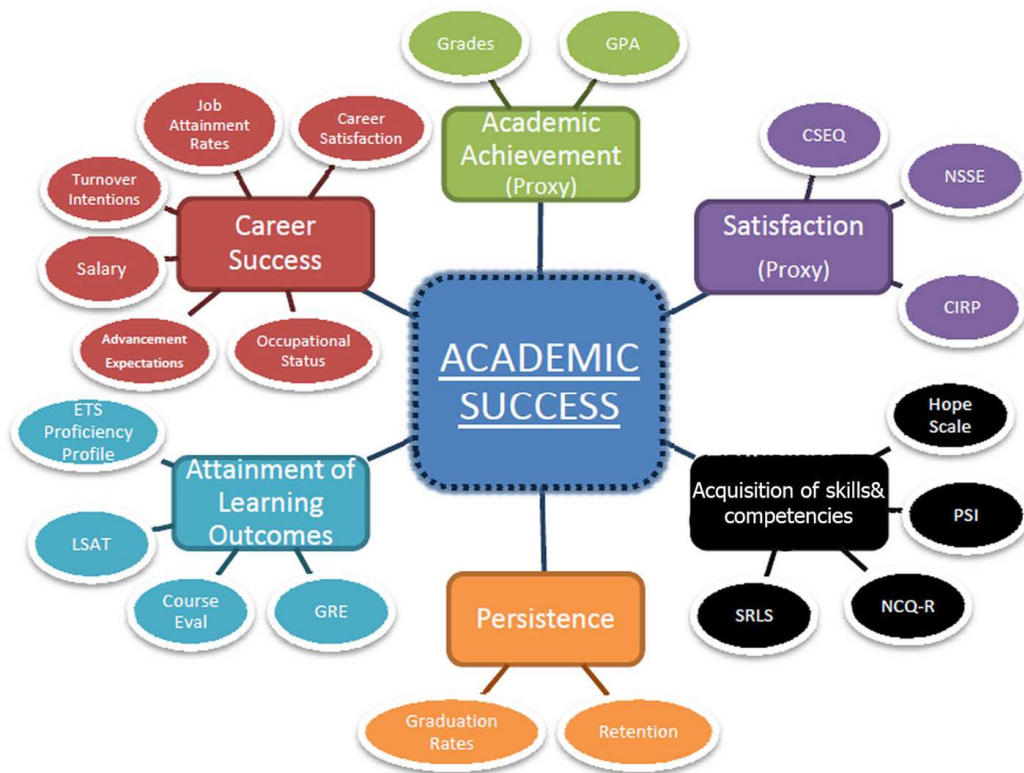 Grades
GPA
Academic
Achievement
(Proxy)
Job
Attainment
Rates
Career
Satisfaction
Turnover
Intentions
Career
Success
Salary
Advancement
Expectations
Occupational
Status
CSEQ
NSSE
Satisfaction
(Proxy)
CIRP
ACADEMIC
SUCCESS
ETS
Proficiency
Profile
Attainment of
Learning
Outcomes
LSAT
Course
Eval
GRE
Hope
Scale
Acquisition of skills&
competencies
PSI
NCQ-R
SRLS
Persistence
Graduation
Rates
Retention